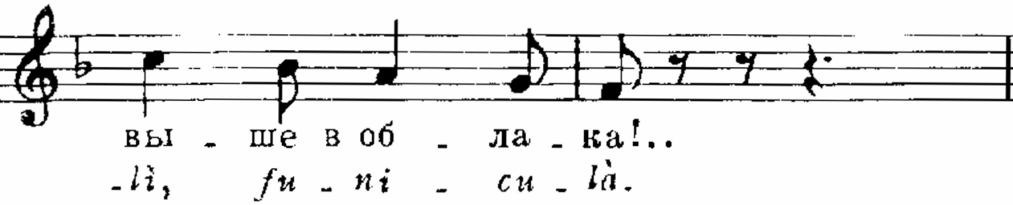 вы - ше в об - ла - ка!..
-lì, fu - ni - cu - là.